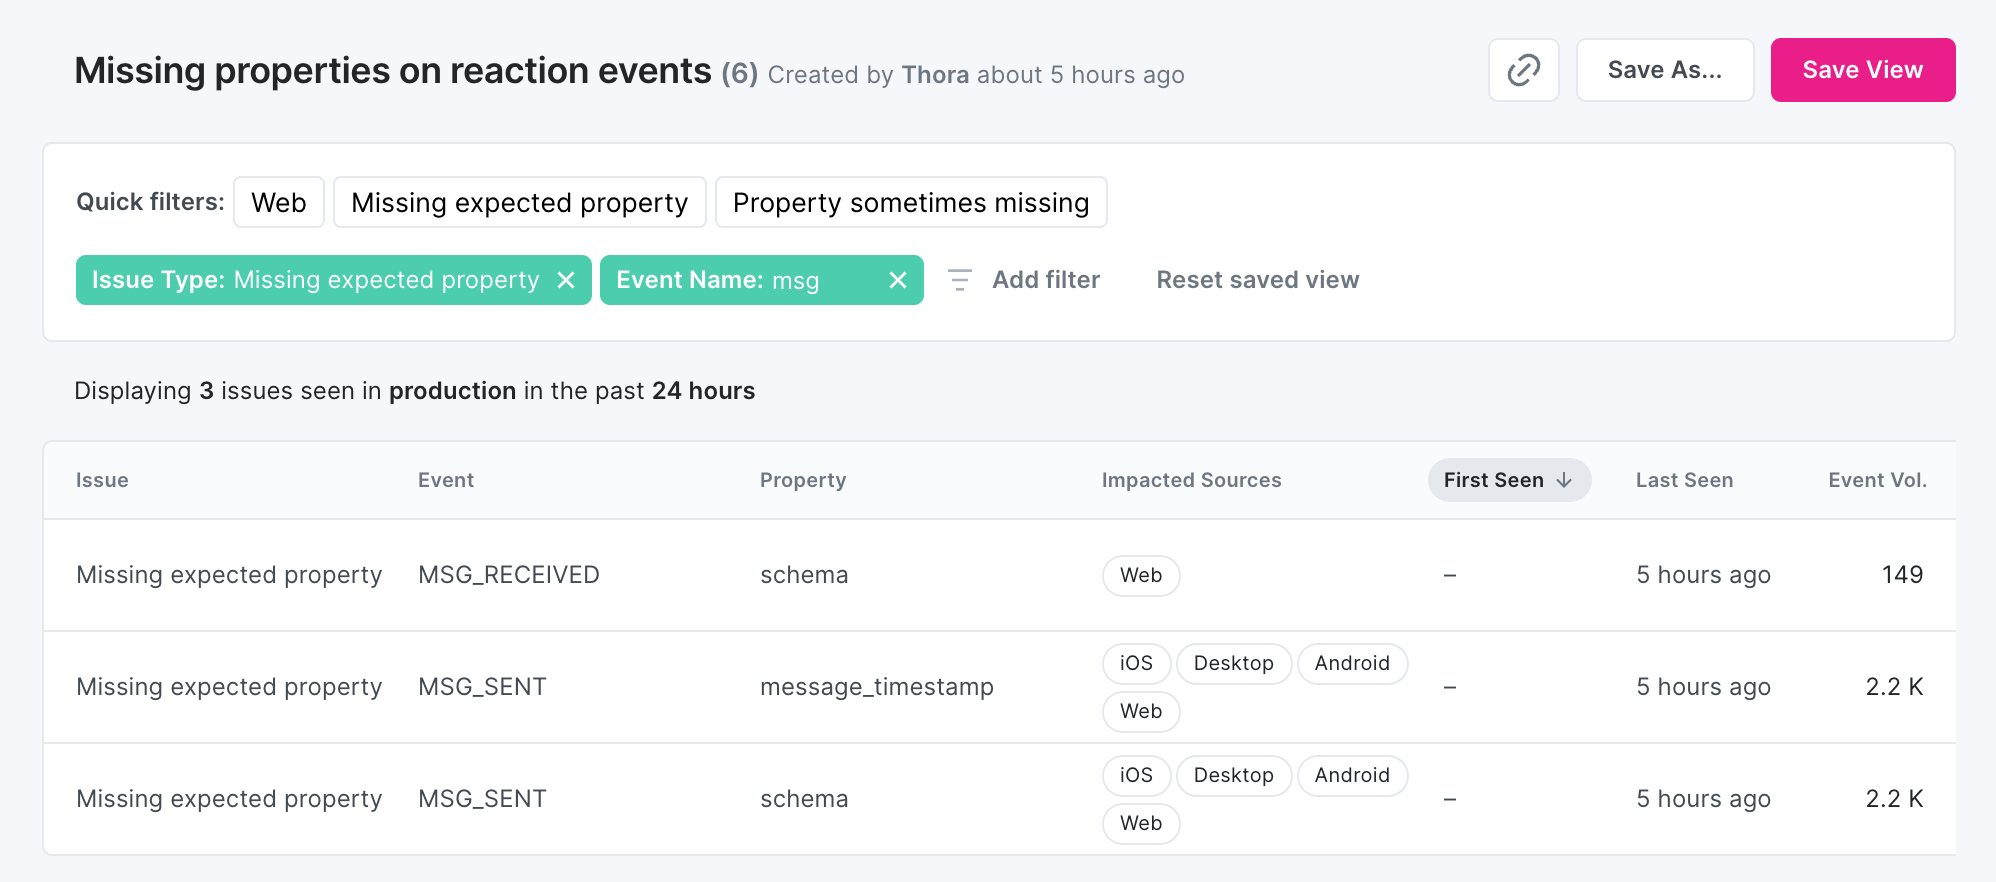 Missing properties on reaction events (6) Created by Thora about 5 hours ago
Save As...
Save View
Quick filters: Web Missing expected property Property sometimes missing
Issue Type: Missing expected property Event Name: msg Add filter Reset saved view
Displaying 3 issues seen in production in the past 24 hours
Issue Event Property Impacted Sources First Seen Last Seen Event Vol.
Missing expected property MSG_RECEIVED schema Web – 5 hours ago 149
Missing expected property MSG_SENT message_timestamp iOS Desktop Android – 5 hours ago 2.2 K
Web
Missing expected property MSG_SENT schema iOS Desktop Android – 5 hours ago 2.2 K
Web